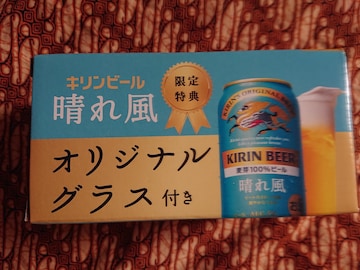 キリンビール
晴れ風
限定
特典
オリジナル
グラス付き
KIRIN BEER
麦芽100%ビール
晴れ風